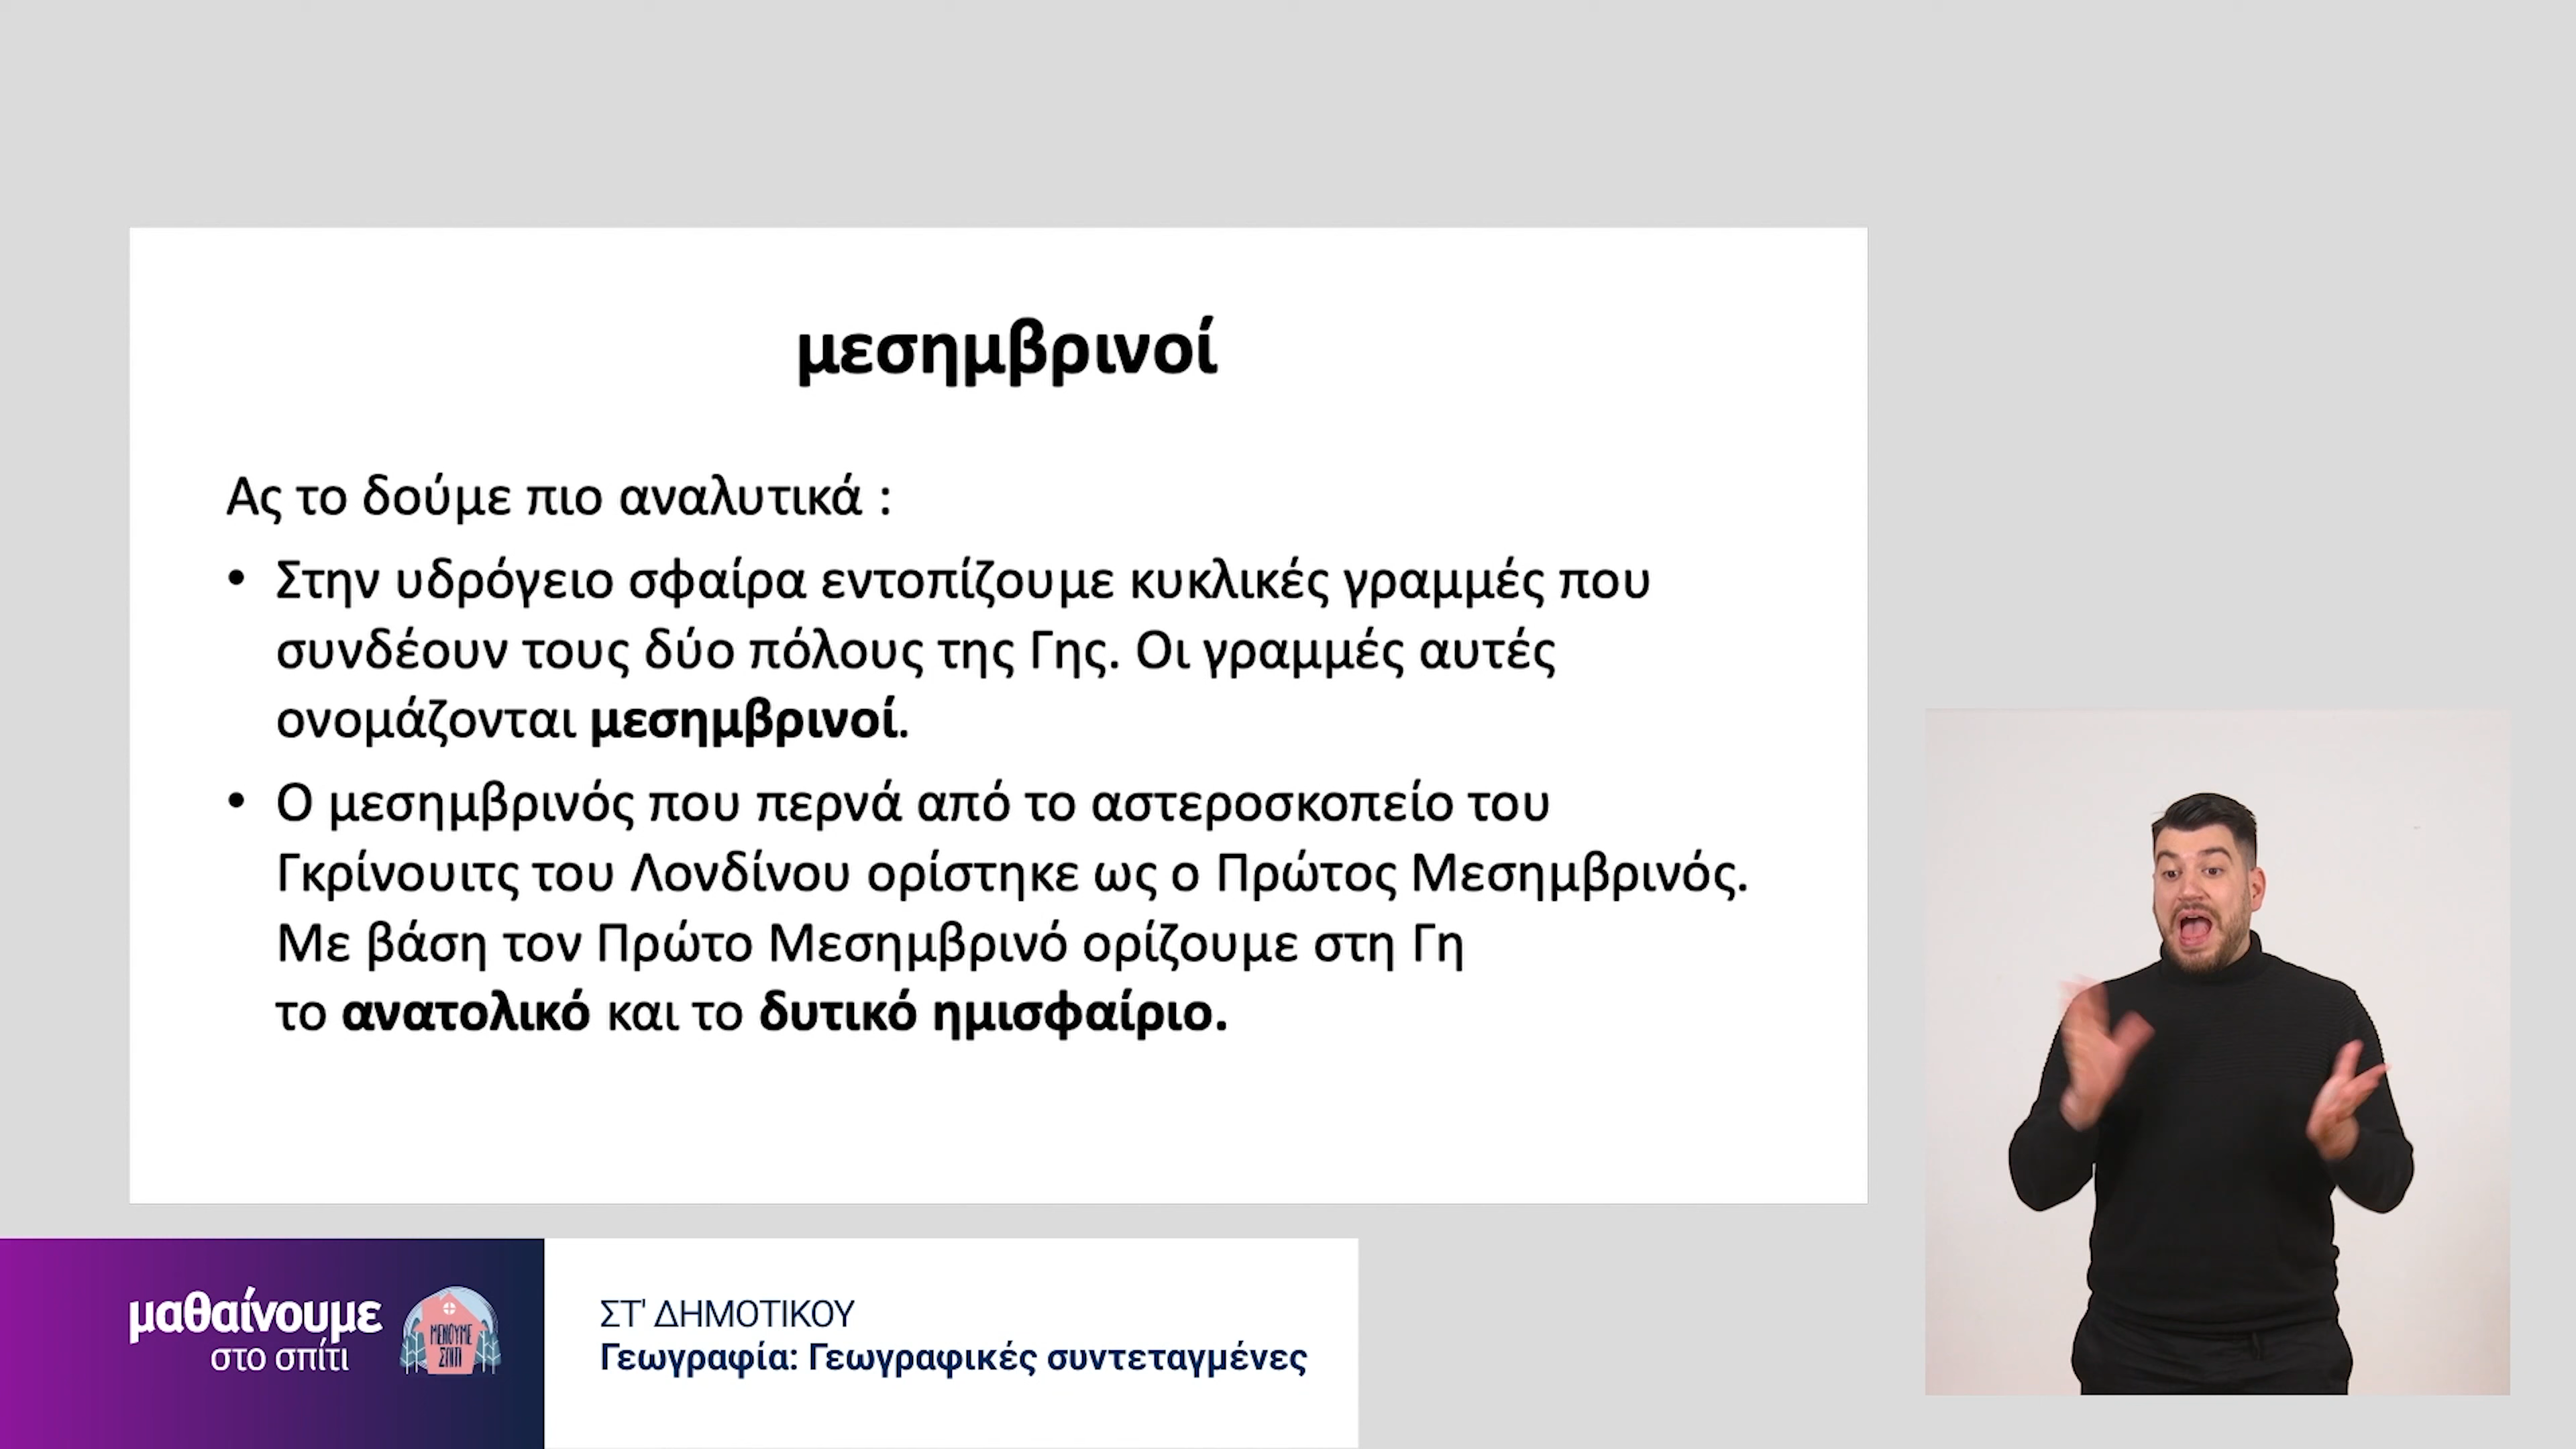 μεσημβρινοί
Ας το δούμε πιο αναλυτικά :
• Στην υδρόγειο σφαίρα εντοπίζουμε κυκλικές γραμμές που
συνδέουν τους δύο πόλους της Γης. Οι γραμμές αυτές
ονομάζονται μεσημβρινοί.
• Ο μεσημβρινός που περνά από το αστεροσκοπείο του
Γκρίνουιτς του Λονδίνου ορίστηκε ως ο Πρώτος Μεσημβρινός.
Με βάση τον Πρώτο Μεσημβρινό ορίζουμε στη Γη
το ανατολικό και το δυτικό ημισφαίριο.
μαθαίνουμε
στο σπίτι
ΜΕΝΟΥΜΕ
ΣΠΙΤΙ
ΣΤ' ΔΗΜΟΤΙΚΟΥ
Γεωγραφία: Γεωγραφικές συντεταγμένες